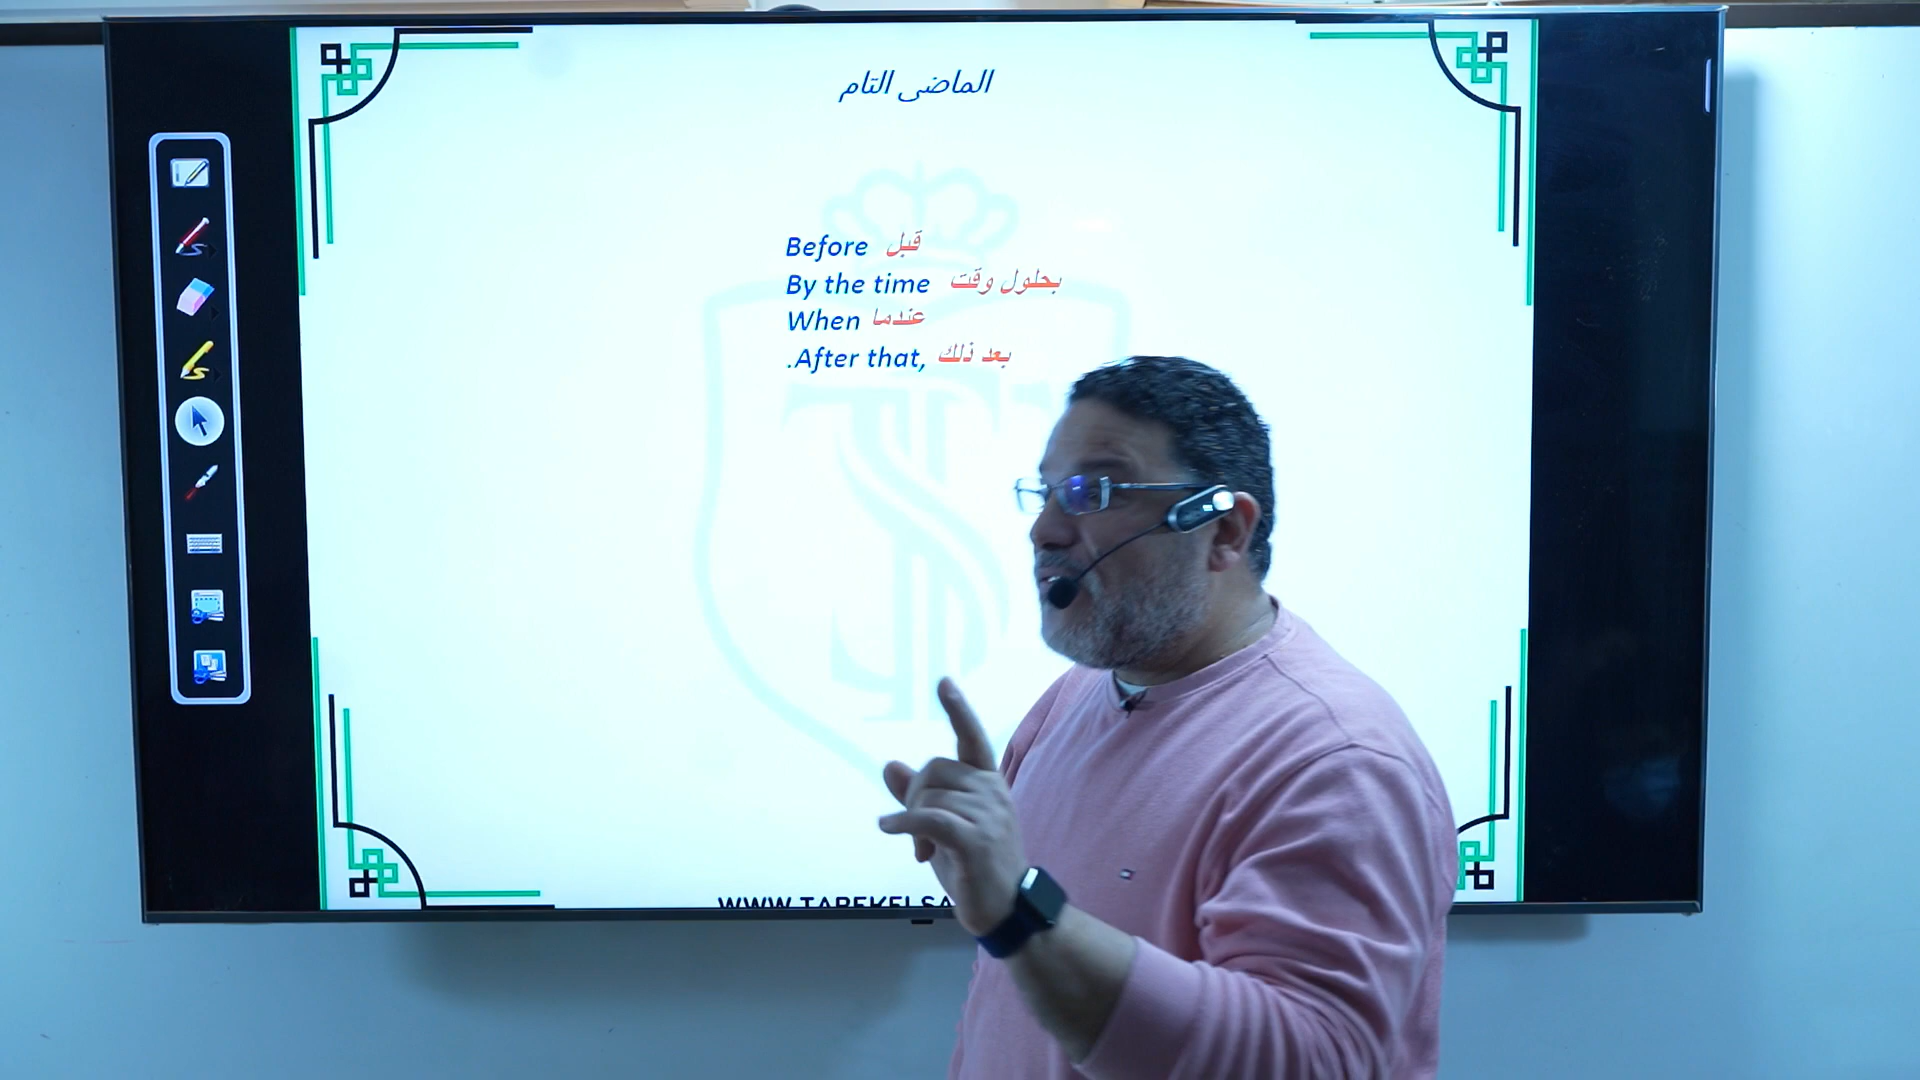 الماضى التام
Before قبل
By the time بحلول وقت
When عندما
.After that, بعد ذلك